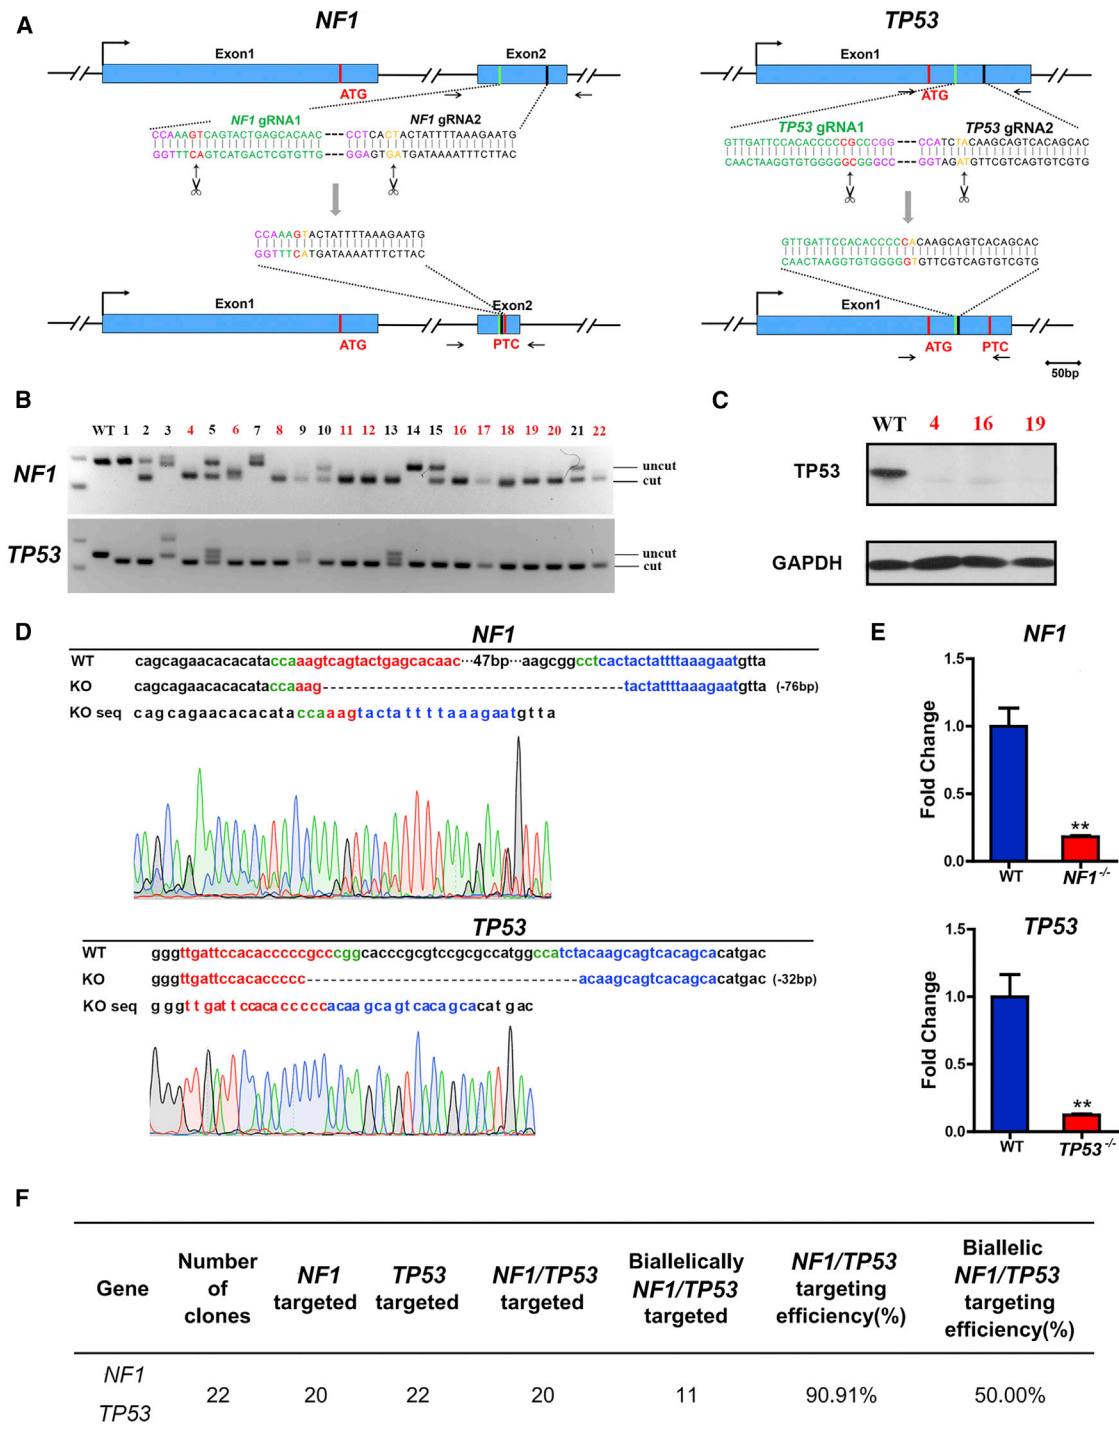 A
NF1
TP53
Exon1
Exon2
ATG
NF1 gRNA1
NF1 gRNA2
CCAAAGTCAGTACTGAGCACAAC---CCTCACTACTATTTTAAAGAATG
GGTTTCAGTCATGACTCGTGTTG---GGAGTGATGATAAAATTTCTTAC
CCAAAGTACTATTTTAAAGAATG
GGTTTCATGATAAAATTTCTTAC
Exon1
Exon2
ATG
PTC
Exon1
ATG
TP53 gRNA1
TP53 gRNA2
GTTGATTCCACACCCCCGCCCGG---CCATCTACAAGCAGTCACAGCAC
CAACTAAGGTGTGGGGGCGGGCC---GGTAGATGTTCGTCAGTGTCGTG
GTTGATTCCACACCCCCACAAGCAGTCACAGCAC
CAACTAAGGTGTGGGGGTGTTCGTCAGTGTCGTG
Exon1
ATG
PTC
50bp
B
WT 1 2 3 4 5 6 7 8 9 10 11 12 13 14 15 16 17 18 19 20 21 22
NF1
uncut
cut
TP53
uncut
cut
C
WT 4 16 19
TP53
GAPDH
D
NF1
WT cagcagaacacacataccaaagtcagtactgagcacaac···47bp···aagcggcctcactactattttaaagaatgtta
KO cagcagaacacacataccaaag------------------------------tactattttaaagaatgtta (-76bp)
KO seq cagcagaacacacataccaaagtactattttaaagaatgtta
TP53
WT gggttgattccacacccccgcccggcacccgcgtccgcgccatggccatctacaagcagtcacagcacatgac
KO gggttgattccacaccccc---------------------------acaagcagtcacagcacatgac (-32bp)
KO seq gggttgattccacacccccacaagcagtcacagcacatgac
E
NF1
Fold Change
1.5
1.0
0.5
0.0
**
WT
NF1-/-
TP53
Fold Change
1.5
1.0
0.5
0.0
**
WT
TP53-/-
F
Gene
Number of clones
NF1 targeted
TP53 targeted
NF1/TP53 targeted
Biallelically NF1/TP53 targeted
NF1/TP53 targeting efficiency(%)
Biallelic NF1/TP53 targeting efficiency(%)
NF1
TP53
22 20 22 20 11 90.91% 50.00%